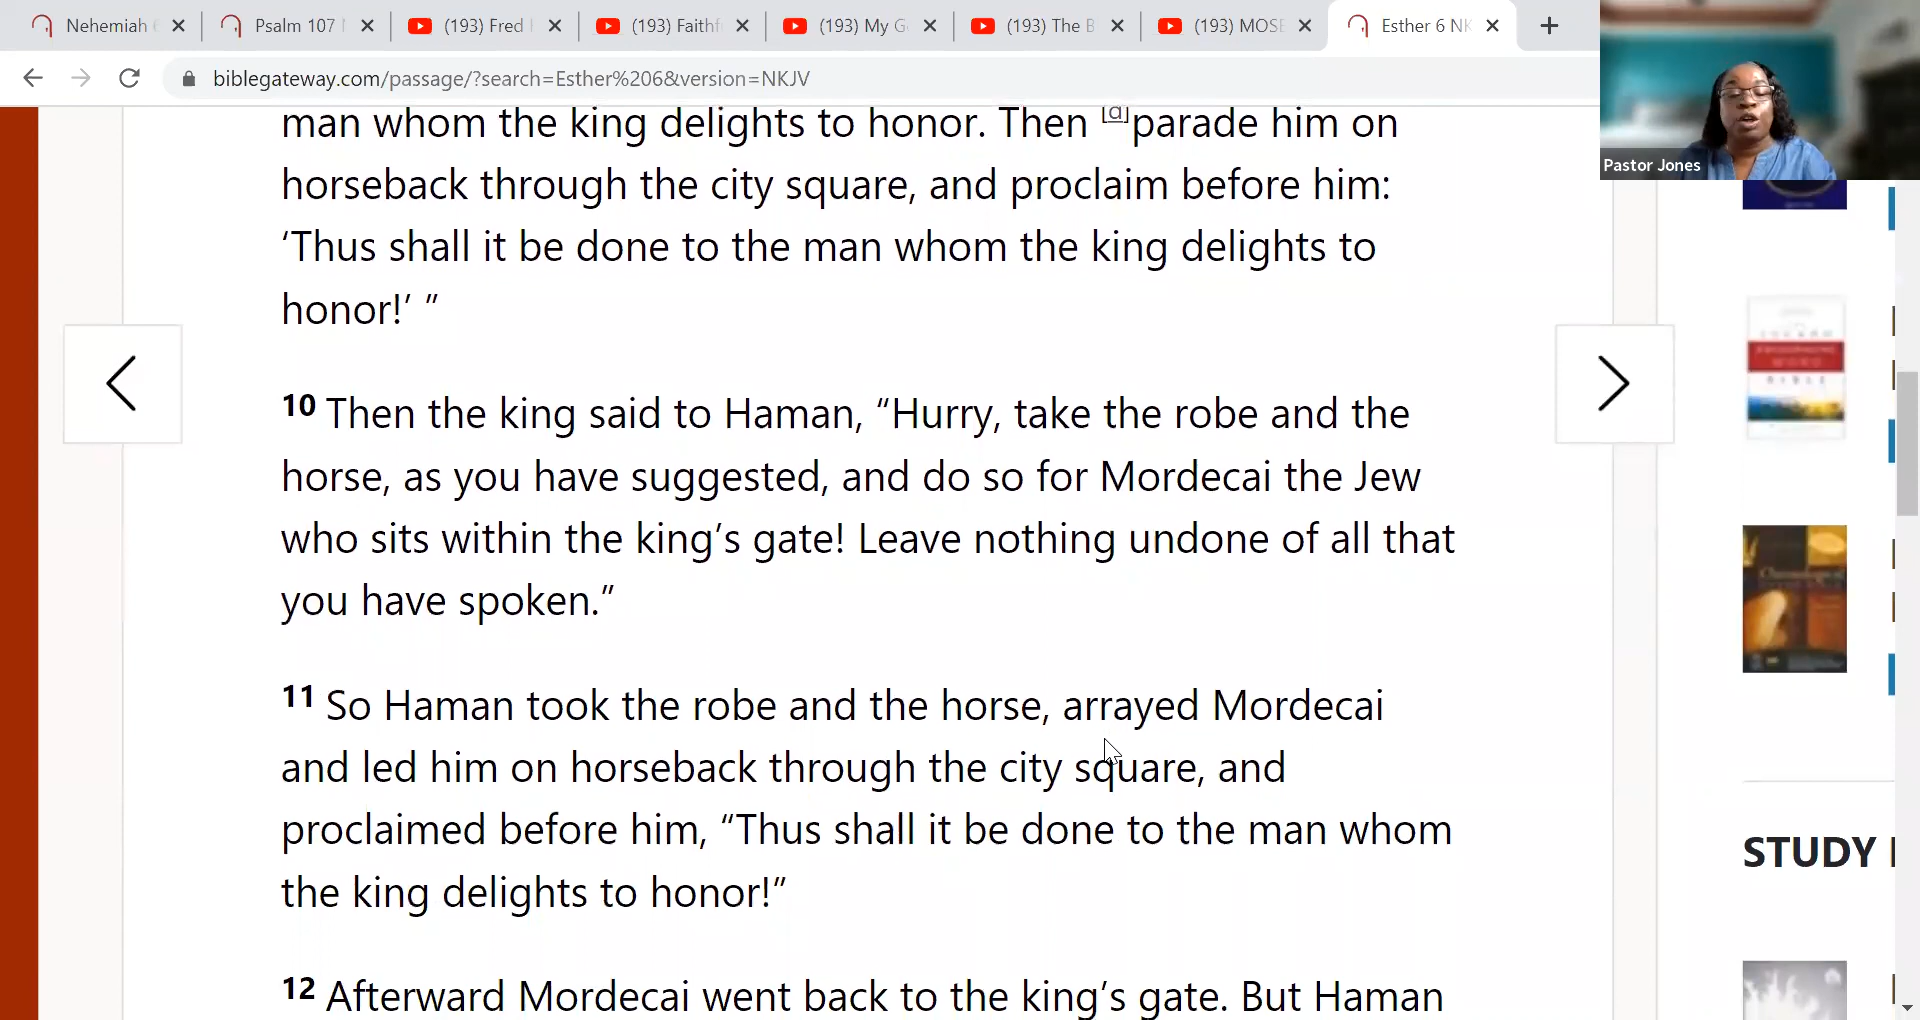 Nehemiah 6
Psalm 107
(193) Fred
(193) Faithf
(193) My G
(193) The B
(193) MOSE
Esther 6 NK
biblegateway.com/passage/?search=Esther%206&version=NKJV
Pastor Jones
man whom the king delights to honor. Then [d]parade him on
horseback through the city square, and proclaim before him:
‘Thus shall it be done to the man whom the king delights to
honor!’ ”
10 Then the king said to Haman, “Hurry, take the robe and the
horse, as you have suggested, and do so for Mordecai the Jew
who sits within the king’s gate! Leave nothing undone of all that
you have spoken.”
11 So Haman took the robe and the horse, arrayed Mordecai
and led him on horseback through the city square, and
proclaimed before him, “Thus shall it be done to the man whom
the king delights to honor!”
12 Afterward Mordecai went back to the king’s gate. But Haman
STUDY